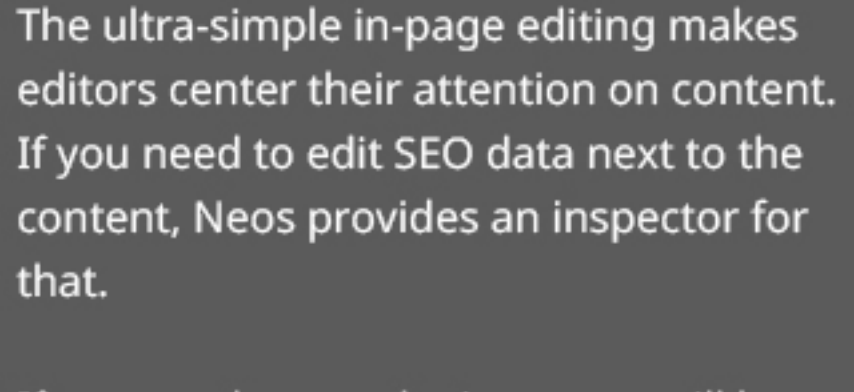 The ultra-simple in-page editing makes
editors center their attention on content.
If you need to edit SEO data next to the
content, Neos provides an inspector for
that.